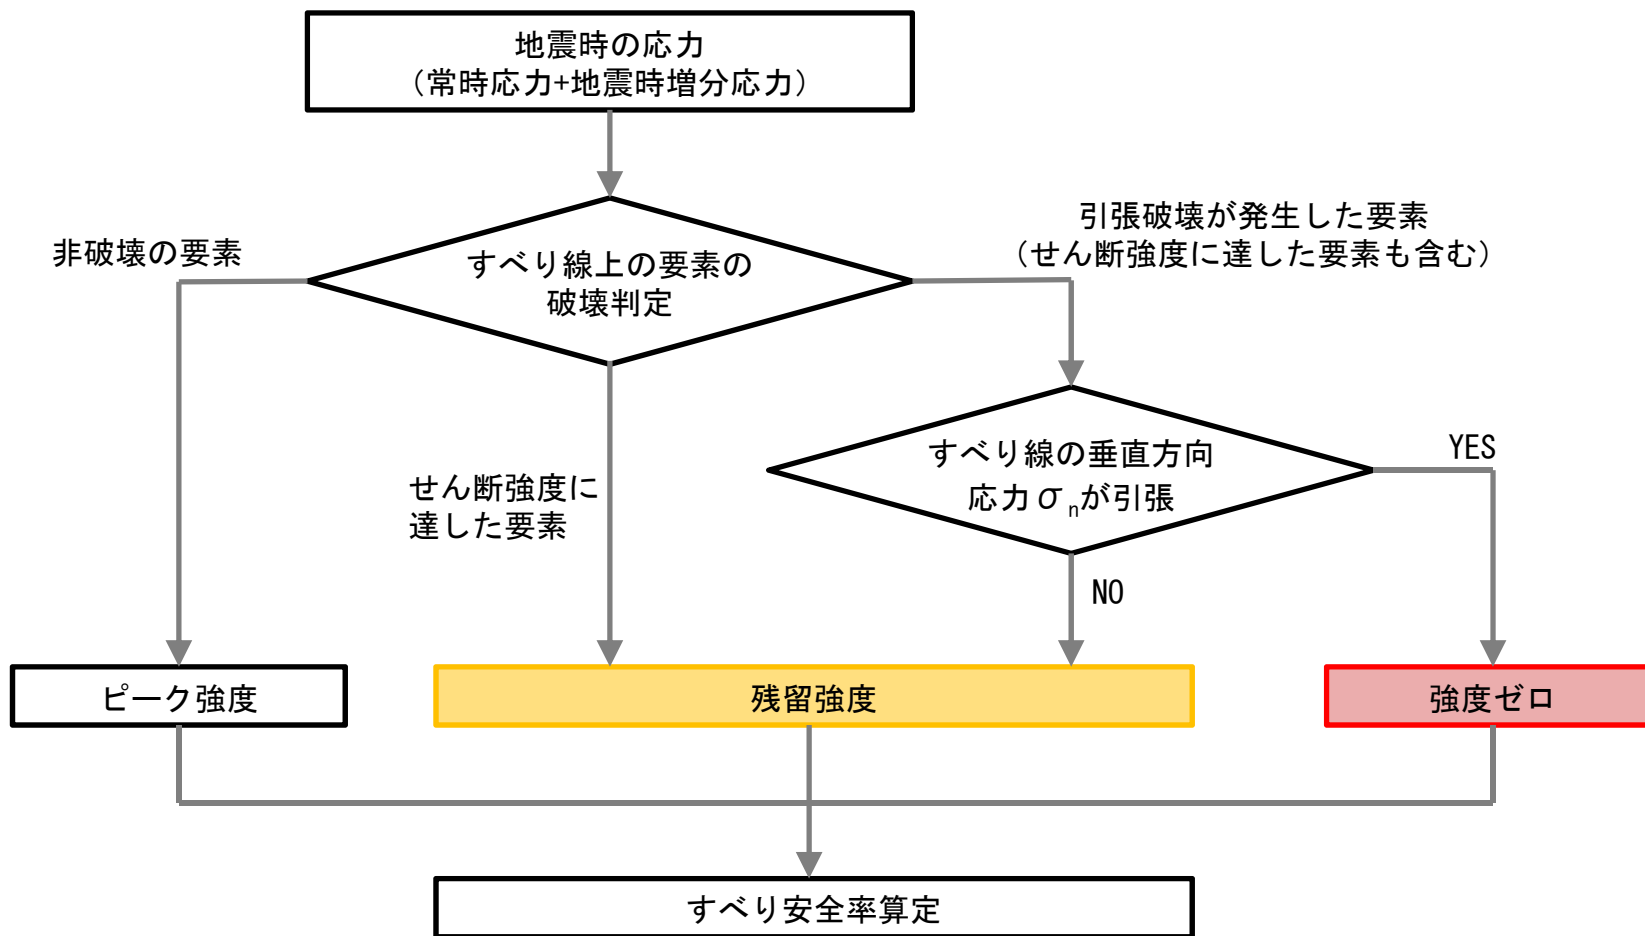 地震時の応力
（常時応力+地震時増分応力）
引張破壊が発生した要素
（せん断強度に達した要素も含む）
非破壊の要素
すべり線上の要素の
破壊判定
せん断強度に
達した要素
すべり線の垂直方向
応力σnが引張
YES
NO
ピーク強度
残留強度
強度ゼロ
すべり安全率算定